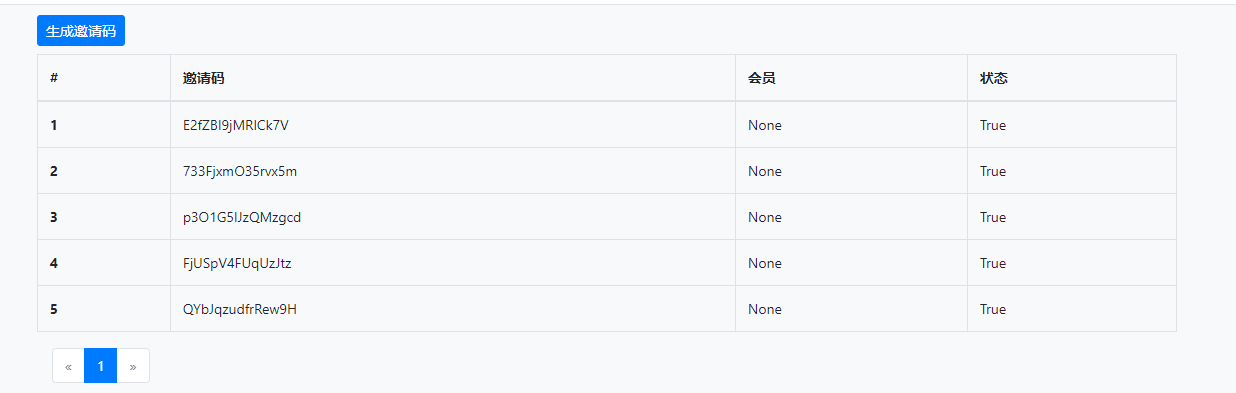 生成邀请码
# 邀请码 会员 状态
1 E2fZBI9jMRICk7V None True
2 733FjxmO35rvx5m None True
3 p3O1G5IJzQMzgcd None True
4 FjUSpV4FUqUzJtz None True
5 QYbJqzudfrRew9H None True
« 1 »